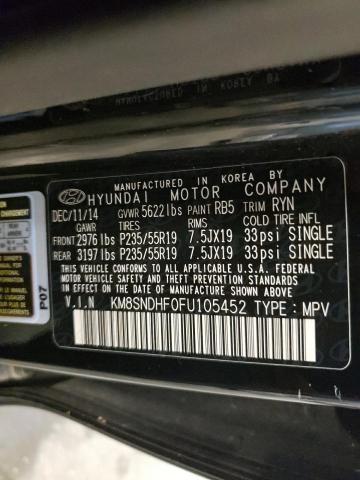 MANUFACTURED IN KOREA BY
HYUNDAI MOTOR COMPANY
DEC/11/14 GVWR 5622lbs PAINT RB5 TRIM RYN
GAWR TIRES RIMS COLD TIRE INFL
FRONT 2976lbs P235/55R19 7.5JX19 33psi SINGLE
REAR 3197lbs P235/55R19 7.5JX19 33psi SINGLE
THIS VEHICLE CONFORMS TO ALL APPLICABLE U.S.A. FEDERAL
MOTOR VEHICLE SAFETY, BUMPER, AND THEFT PREVENTION STANDARDS
IN EFFECT ON THE DATE OF MANUFACTURE SHOWN ABOVE.
V.I.N KM8SNDHF0FU105452 TYPE : MPV
P07